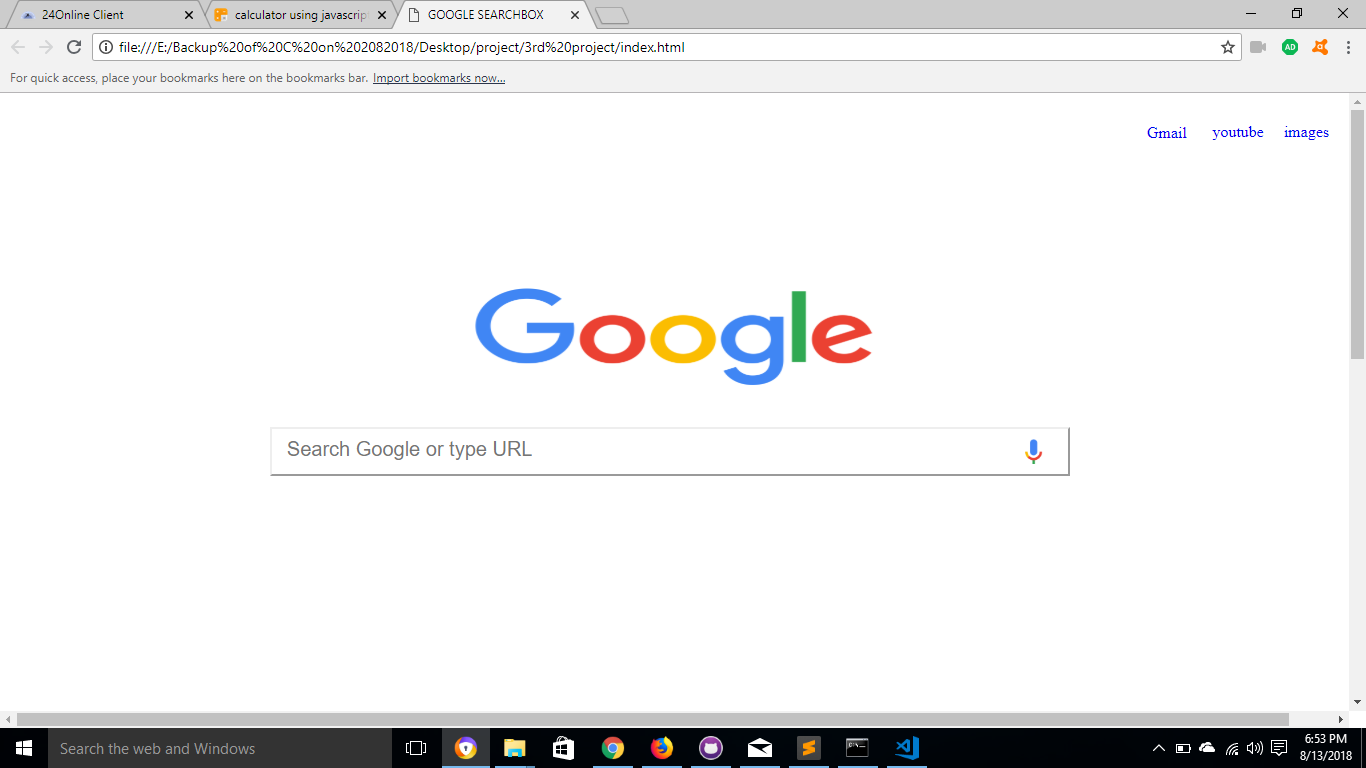 24Online Client
calculator using javascrip
GOOGLE SEARCHBOX
file:///E:/Backup%20of%20C%20on%202082018/Desktop/project/3rd%20project/index.html
AD
For quick access, place your bookmarks here on the bookmarks bar. Import bookmarks now...
Gmail youtube images
Google
Search Google or type URL
Search the web and Windows
6:53 PM
8/13/2018